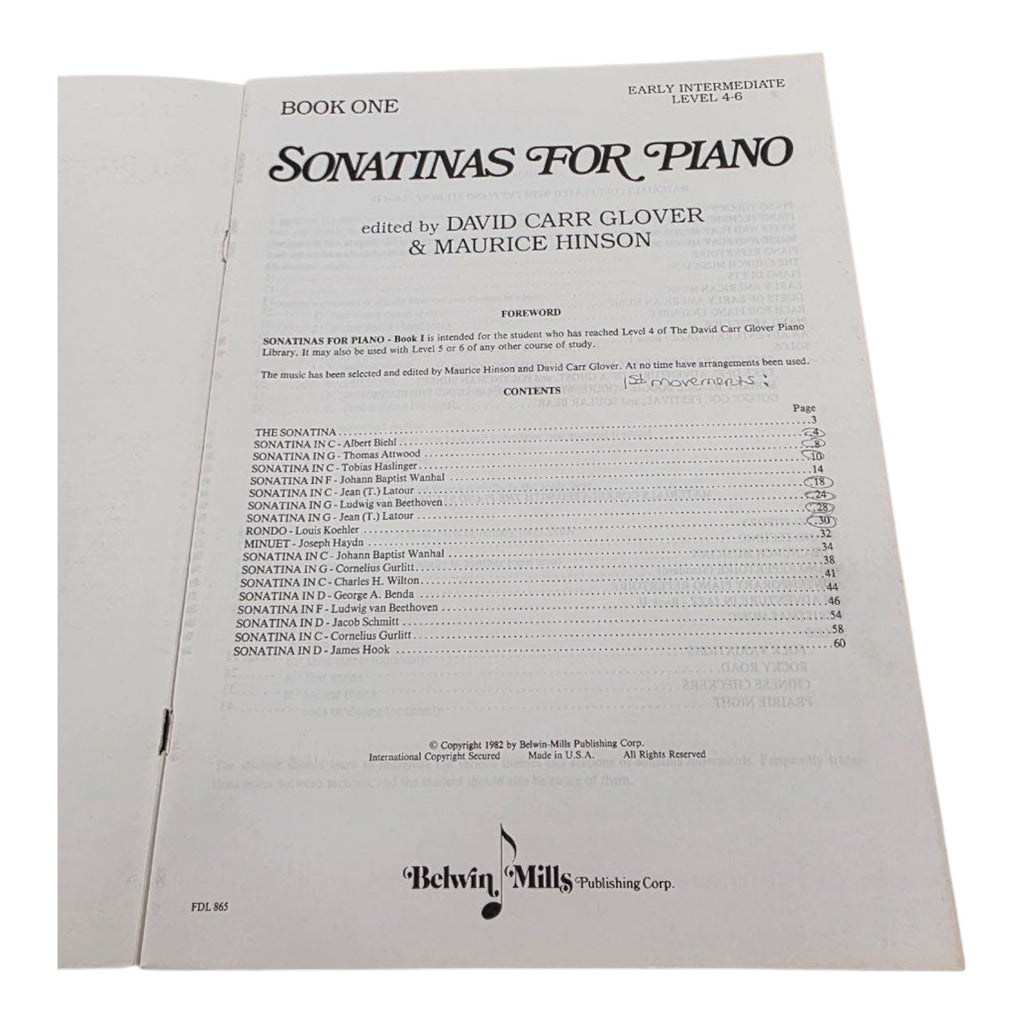 BOOK ONE
EARLY INTERMEDIATE
LEVEL 4-6
SONATINAS FOR PIANO
edited by DAVID CARR GLOVER
& MAURICE HINSON
FOREWORD
SONATINAS FOR PIANO - Book I is intended for the student who has reached Level 4 of The David Carr Glover Piano
Library. It may also be used with Level 5 or 6 of any other course of study.
The music has been selected and edited by Maurice Hinson and David Carr Glover. At no time have arrangements been used.
1st movements:
CONTENTS
Page
THE SONATINA 3
SONATINA IN C - Albert Biehl 4
SONATINA IN G - Thomas Attwood 8
SONATINA IN C - Tobias Haslinger 10
SONATINA IN F - Johann Baptist Wanhal 14
SONATINA IN C - Jean (T.) Latour 18
SONATINA IN G - Ludwig van Beethoven 24
SONATINA IN G - Jean (T.) Latour 28
RONDO - Louis Koehler 30
MINUET - Joseph Haydn 32
SONATINA IN C - Johann Baptist Wanhal 34
SONATINA IN G - Cornelius Gurlitt 38
SONATINA IN C - Charles H. Wilton 41
SONATINA IN D - George A. Benda 44
SONATINA IN F - Ludwig van Beethoven 46
SONATINA IN D - Jacob Schmitt 54
SONATINA IN C - Cornelius Gurlitt 58
SONATINA IN D - James Hook 60
© Copyright 1982 by Belwin-Mills Publishing Corp.
International Copyright Secured Made in U.S.A. All Rights Reserved
Belwin Mills Publishing Corp.
FDL 865